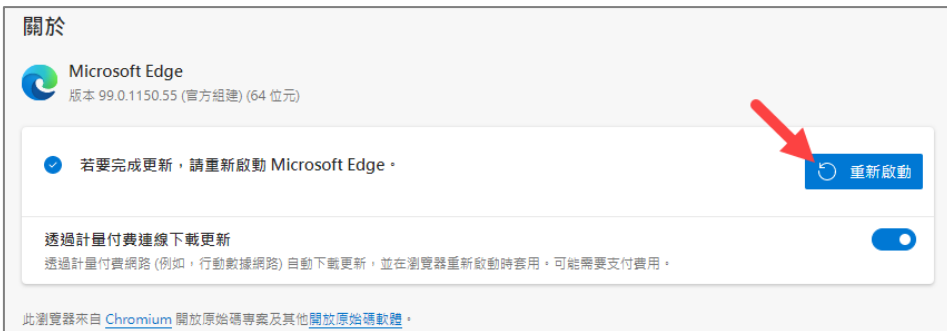 關於
Microsoft Edge
版本 99.0.1150.55 (官方組建) (64 位元)
若要完成更新，請重新啟動 Microsoft Edge。
重新啟動
透過計量付費連線下載更新
透過計量付費網路 (例如，行動數據網路) 自動下載更新，並在瀏覽器重新啟動時套用。可能需要支付費用。
此瀏覽器來自 Chromium 開放原始碼專案及其他開放原始碼軟體。